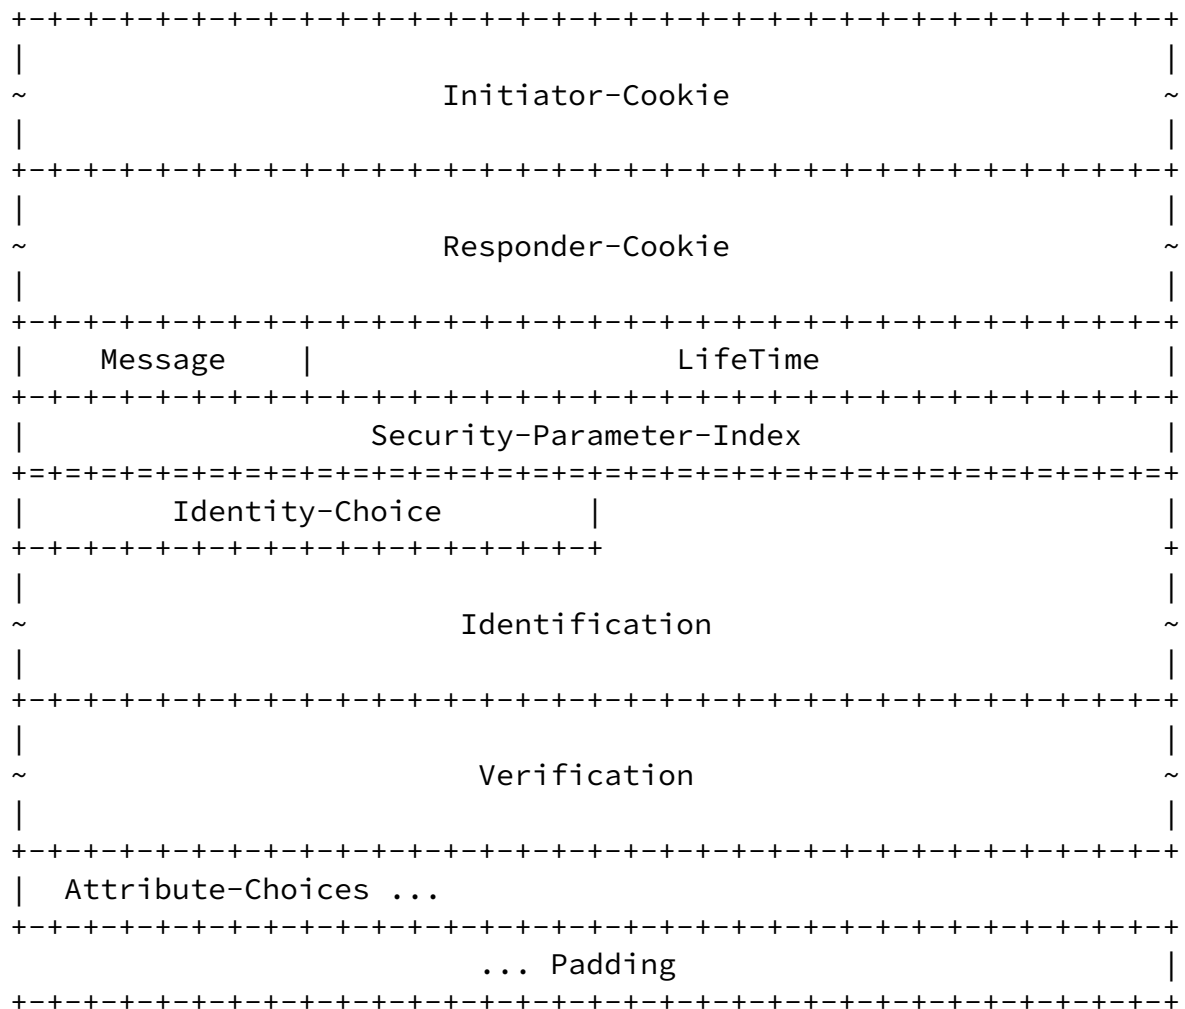 +-+-+-+-+-+-+-+-+-+-+-+-+-+-+-+-+-+-+-+-+-+-+-+-+-+-+-+-+-+-+-+-+
|                                                               |
~                       Initiator-Cookie                        ~
|                                                               |
+-+-+-+-+-+-+-+-+-+-+-+-+-+-+-+-+-+-+-+-+-+-+-+-+-+-+-+-+-+-+-+-+
|                                                               |
~                       Responder-Cookie                        ~
|                                                               |
+-+-+-+-+-+-+-+-+-+-+-+-+-+-+-+-+-+-+-+-+-+-+-+-+-+-+-+-+-+-+-+-+
|    Message    |                    LifeTime                   |
+-+-+-+-+-+-+-+-+-+-+-+-+-+-+-+-+-+-+-+-+-+-+-+-+-+-+-+-+-+-+-+-+
|                   Security-Parameter-Index                    |
+=+=+=+=+=+=+=+=+=+=+=+=+=+=+=+=+=+=+=+=+=+=+=+=+=+=+=+=+=+=+=+=+
|        Identity-Choice        |                               |
+-+-+-+-+-+-+-+-+-+-+-+-+-+-+-+-+                               +
|                                                               |
~                        Identification                         ~
|                                                               |
+-+-+-+-+-+-+-+-+-+-+-+-+-+-+-+-+-+-+-+-+-+-+-+-+-+-+-+-+-+-+-+-+
|                                                               |
~                         Verification                          ~
|                                                               |
+-+-+-+-+-+-+-+-+-+-+-+-+-+-+-+-+-+-+-+-+-+-+-+-+-+-+-+-+-+-+-+-+
|  Attribute-Choices ...
+-+-+-+-+-+-+-+-+-+-+-+-+-+-+-+-+-+-+-+-+-+-+-+-+-+-+-+-+-+-+-+-+
                          ... Padding                           |
+-+-+-+-+-+-+-+-+-+-+-+-+-+-+-+-+-+-+-+-+-+-+-+-+-+-+-+-+-+-+-+-+